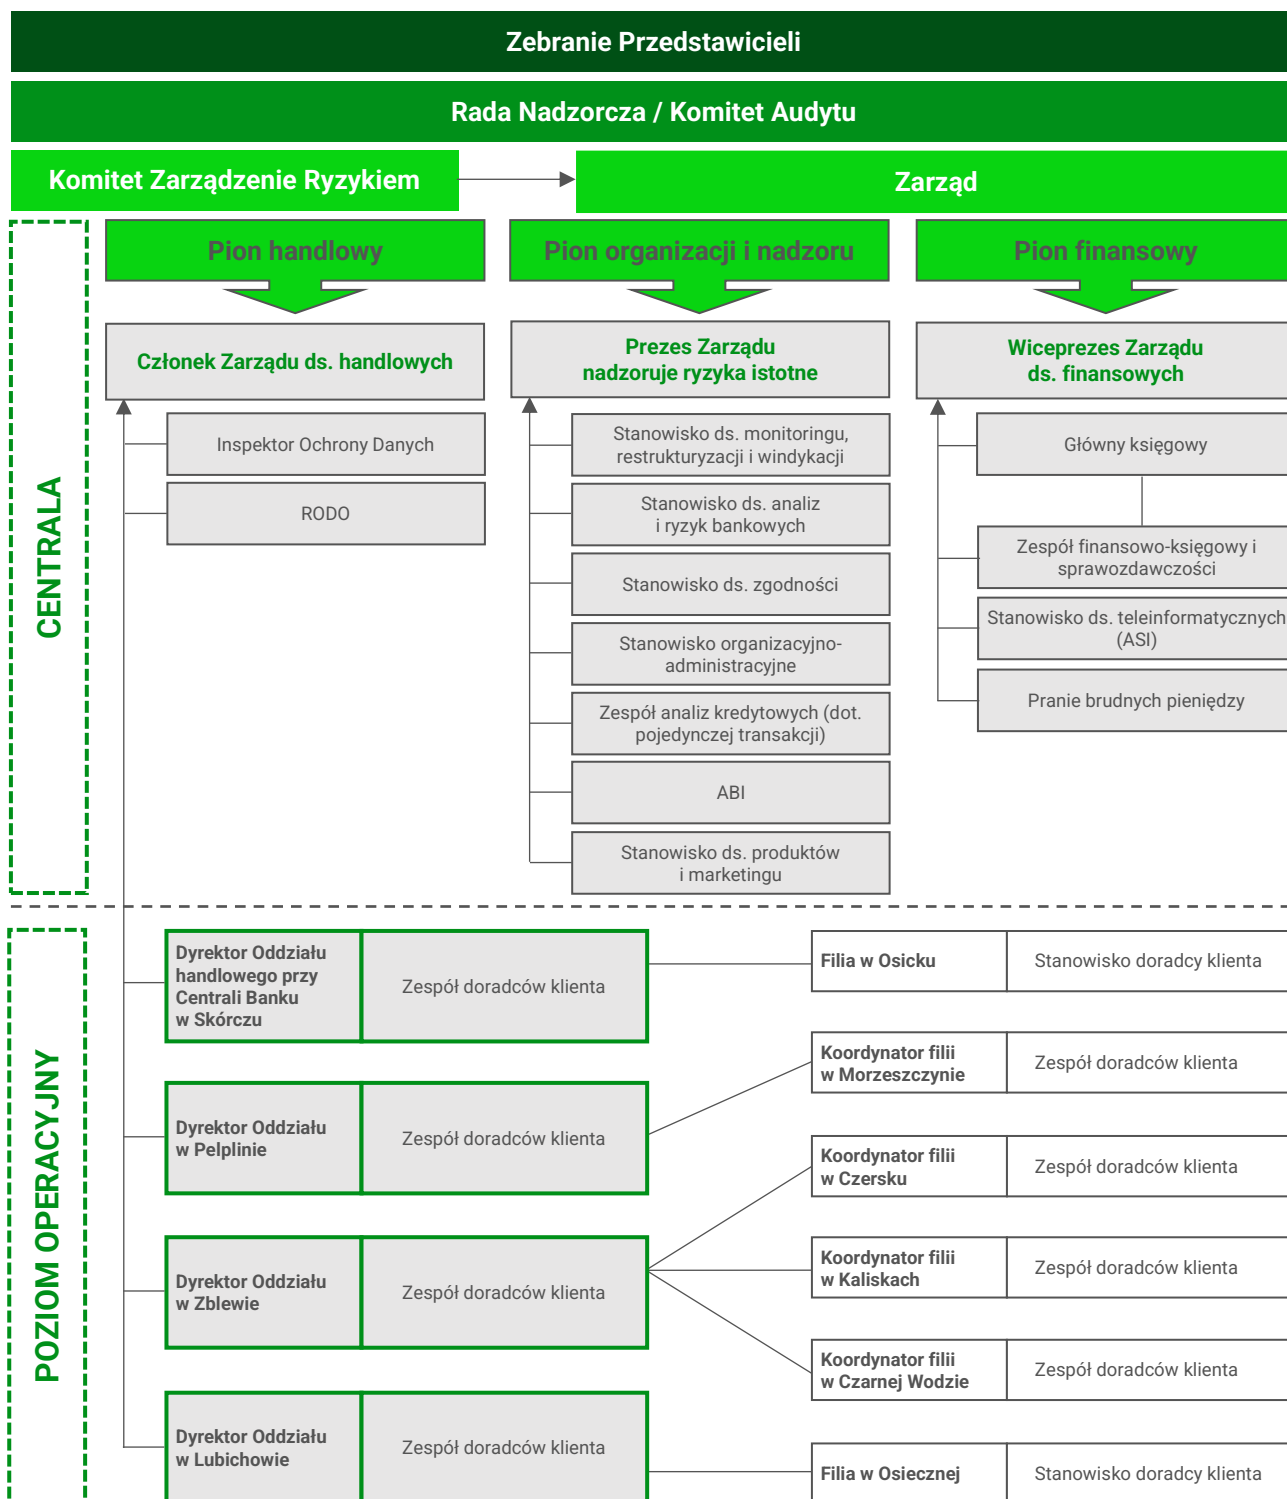 Zebranie Przedstawicieli
Rada Nadzorcza / Komitet Audytu
Komitet Zarządzenie Ryzykiem
Zarząd
CENTRALA
Pion handlowy
Pion organizacji i nadzoru
Pion finansowy
Członek Zarządu ds. handlowych
Prezes Zarządu
nadzoruje ryzyka istotne
Wiceprezes Zarządu
ds. finansowych
Inspektor Ochrony Danych
RODO
Stanowisko ds. monitoringu,
restrukturyzacji i windykacji
Stanowisko ds. analiz
i ryzyk bankowych
Stanowisko ds. zgodności
Stanowisko organizacyjno-
administracyjne
Zespół analiz kredytowych (dot.
pojedynczej transakcji)
ABI
Stanowisko ds. produktów
i marketingu
Główny księgowy
Zespół finansowo-księgowy i
sprawozdawczości
Stanowisko ds. teleinformatycznych
(ASI)
Pranie brudnych pieniędzy
POZIOM OPERACYJNY
Dyrektor Oddziału
handlowego przy
Centrali Banku
w Skórczu
Zespół doradców klienta
Filia w Osicku
Stanowisko doradcy klienta
Dyrektor Oddziału
w Pelplinie
Zespół doradców klienta
Koordynator filii
w Morzeszczynie
Zespół doradców klienta
Dyrektor Oddziału
w Zblewie
Zespół doradców klienta
Koordynator filii
w Czersku
Zespół doradców klienta
Koordynator filii
w Kaliskach
Zespół doradców klienta
Koordynator filii
w Czarnej Wodzie
Zespół doradców klienta
Dyrektor Oddziału
w Lubichowie
Zespół doradców klienta
Filia w Osiecznej
Stanowisko doradcy klienta